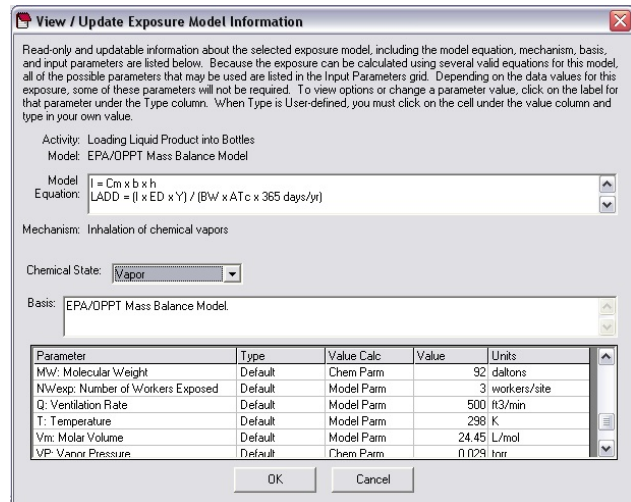 View / Update Exposure Model Information
Read-only and updatable information about the selected exposure model, including the model equation, mechanism, basis,
and input parameters are listed below. Because the exposure can be calculated using several valid equations for this model,
all of the possible parameters that may be used are listed in the Input Parameters grid. Depending on the data values for this
exposure, some of these parameters will not be required. To view options or change a parameter value, click on the label for
that parameter under the Type column. When Type is User-defined, you must click on the cell under the value column and
type in your own value.
Activity: Loading Liquid Product into Bottles
Model: EPA/OPPT Mass Balance Model
Model Equation:
I = Cm x b x h
LADD = (I x ED x Y) / (BW x ATc x 365 days/yr)
Mechanism: Inhalation of chemical vapors
Chemical State: Vapor
Basis: EPA/OPPT Mass Balance Model.
Parameter Type Value Calc Value Units
MW: Molecular Weight Default Chem Parm 92 daltons
NWexp: Number of Workers Exposed Default Model Parm 3 workers/site
Q: Ventilation Rate Default Model Parm 500 ft3/min
T: Temperature Default Model Parm 298 K
Vm: Molar Volume Default Model Parm 24.45 L/mol
VP: Vapor Pressure Default Chem Parm 0.029 torr
OK Cancel